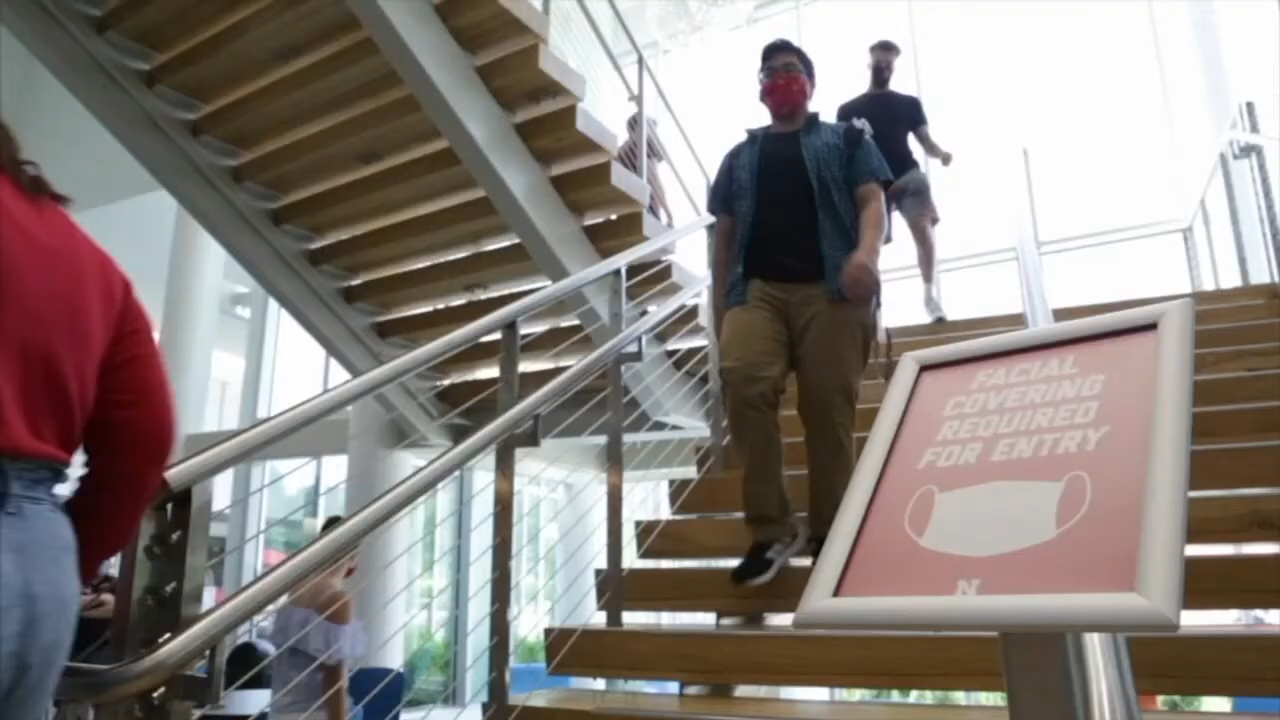 FACIAL
COVERING
REQUIRED
FOR ENTRY
N